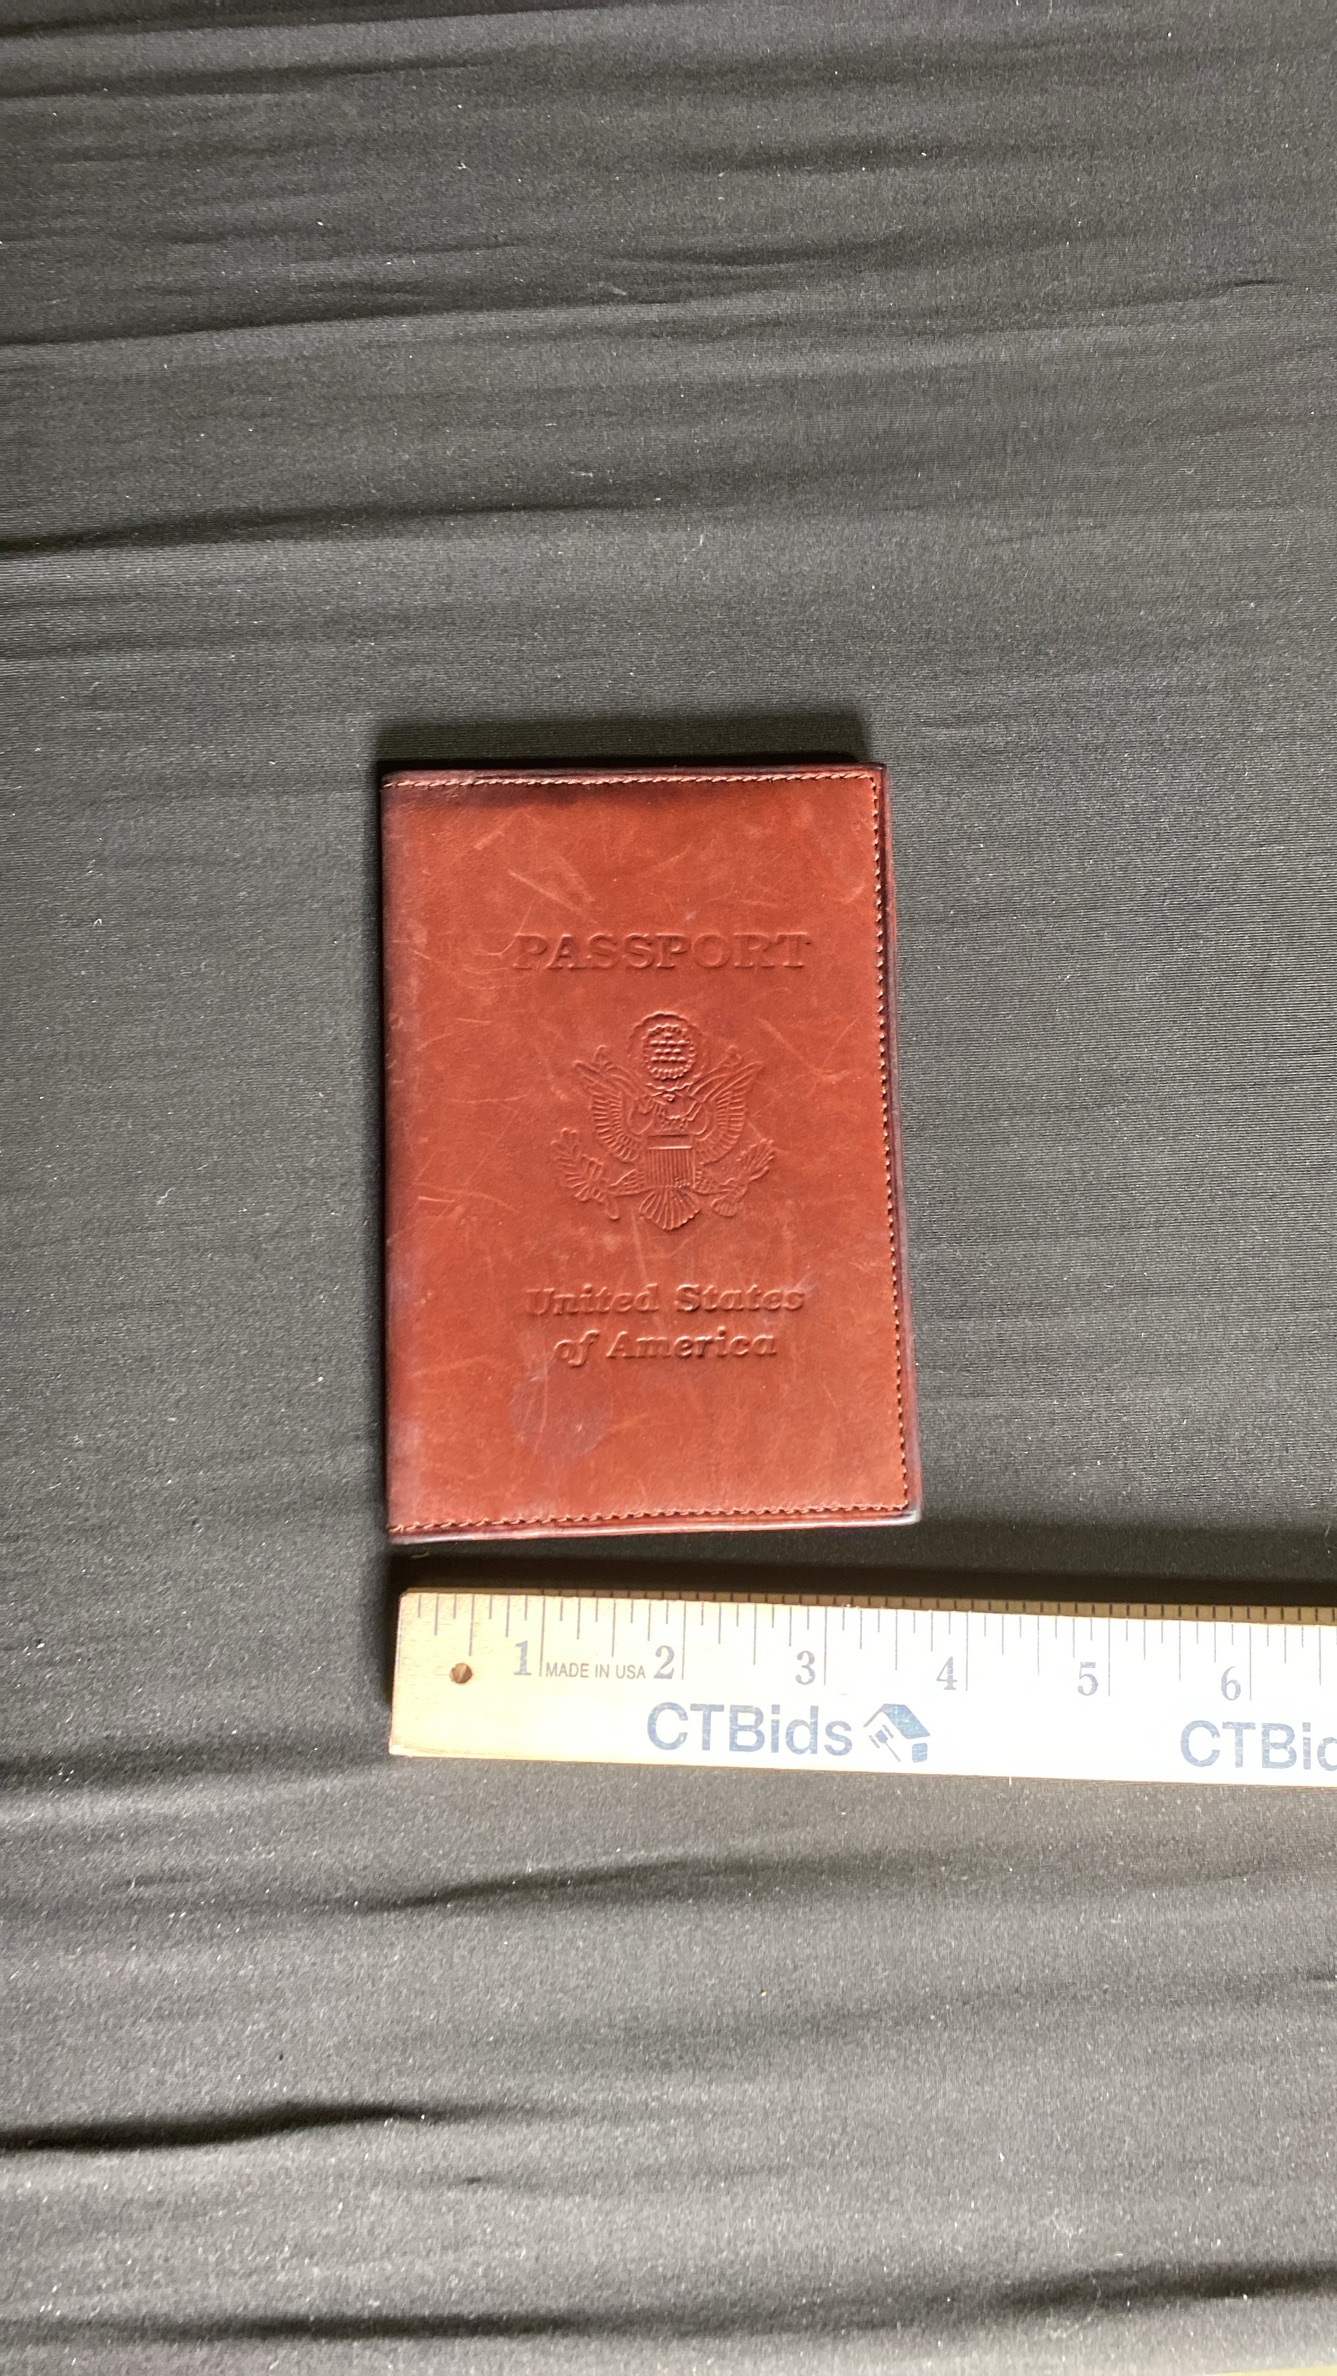 PASSPORT
United States
of America
1 MADE IN USA 2 3 4 5 6
CTBids CTBid